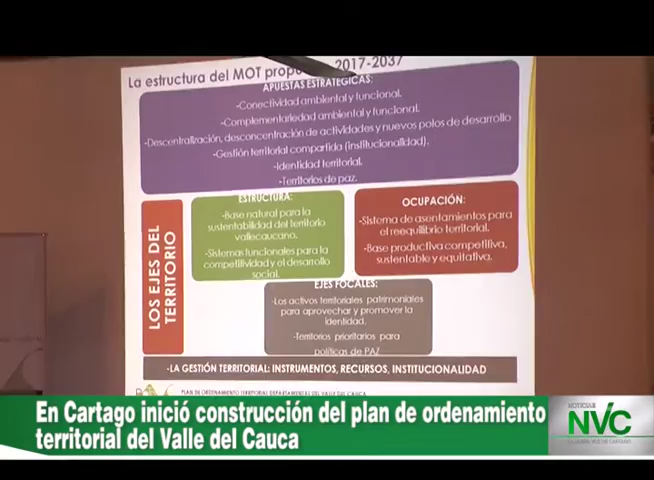 La estructura del MOT propu 2017-2037
APUESTAS ESTRATÉGICAS:
-Conectividad ambiental y funcional.
-Complementariedad ambiental y funcional.
-Descentralización, desconcentración de actividades y nuevos polos de desarrollo
-Gestión territorial compartida (institucionalidad).
-Identidad territorial.
-Territorios de paz.
LOS EJES DEL
TERRITORIO
ESTRUCTURA:
-Base natural para la
sustentabilidad del territorio
vallecaucano.
-Sistemas funcionales para la
competitividad y el desarrollo
social.
OCUPACIÓN:
-Sistema de asentamientos para
el reequilibrio territorial.
-Base productiva competitiva,
sustentable y equitativa.
EJES FOCALES:
-Los activos territoriales patrimoniales
para aprovechar y promover la
identidad.
-Territorios prioritarios para
políticas de PAZ
-LA GESTIÓN TERRITORIAL: INSTRUMENTOS, RECURSOS, INSTITUCIONALIDAD
PLAN DE ORDENAMIENTO TERRITORIAL DEPARTAMENTAL DEL VALLE DEL CAUCA
En Cartago inició construcción del plan de ordenamiento
territorial del Valle del Cauca
NOTICIAS
NVC